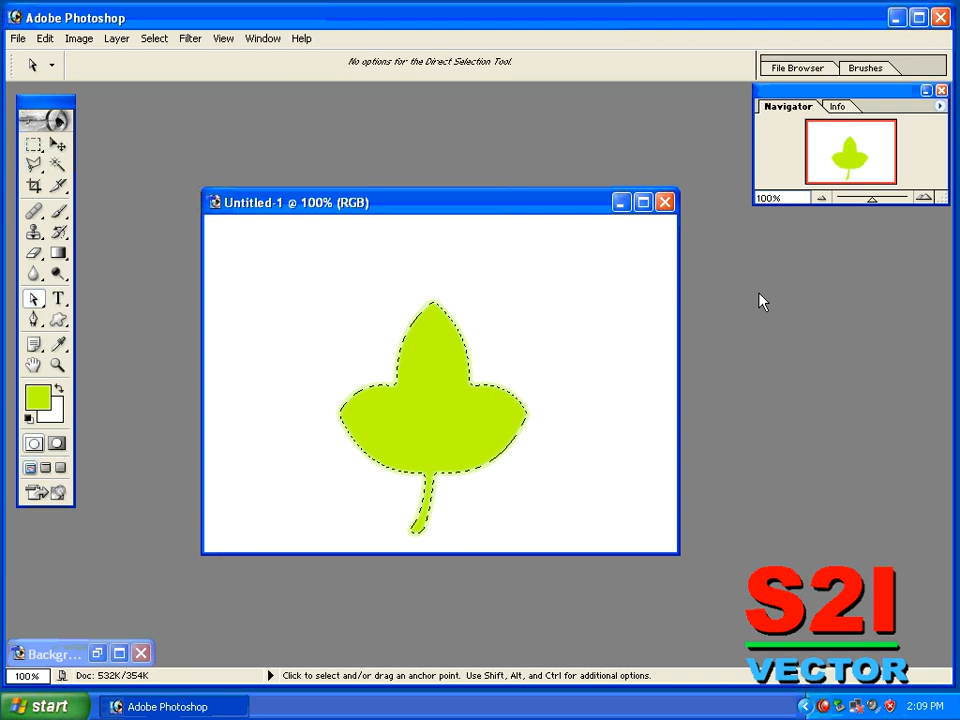 Adobe Photoshop
File Edit Image Layer Select Filter View Window Help
No options for the Direct Selection Tool.
File Browser Brushes
Navigator Info
100%
Untitled-1 @ 100% (RGB)
T
S2I
VECTOR
Backgr...
100% Doc: 532K/354K Click to select and/or drag an anchor point. Use Shift, Alt, and Ctrl for additional options.
start Adobe Photoshop 2:09 PM